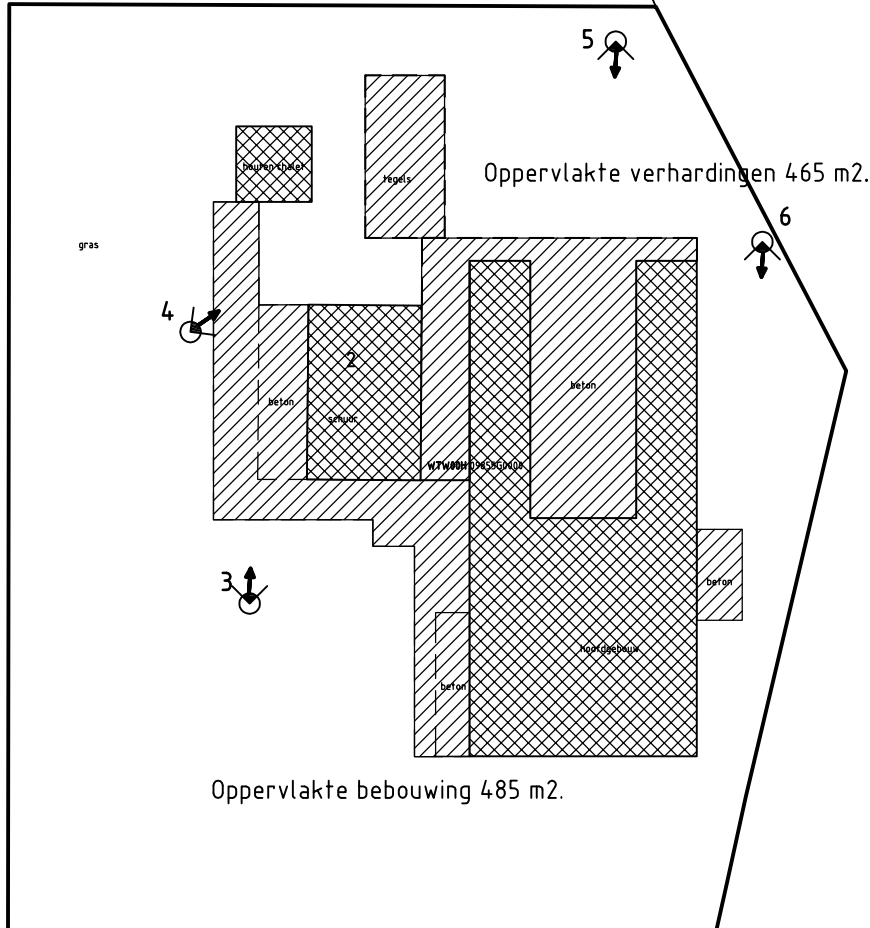 5
houten chalet
tegels
Oppervlakte verhardingen 465 m2.
6
gras
4
2
beton
beton
schuur
3
beton
hoofdgebouw
beton
Oppervlakte bebouwing 485 m2.